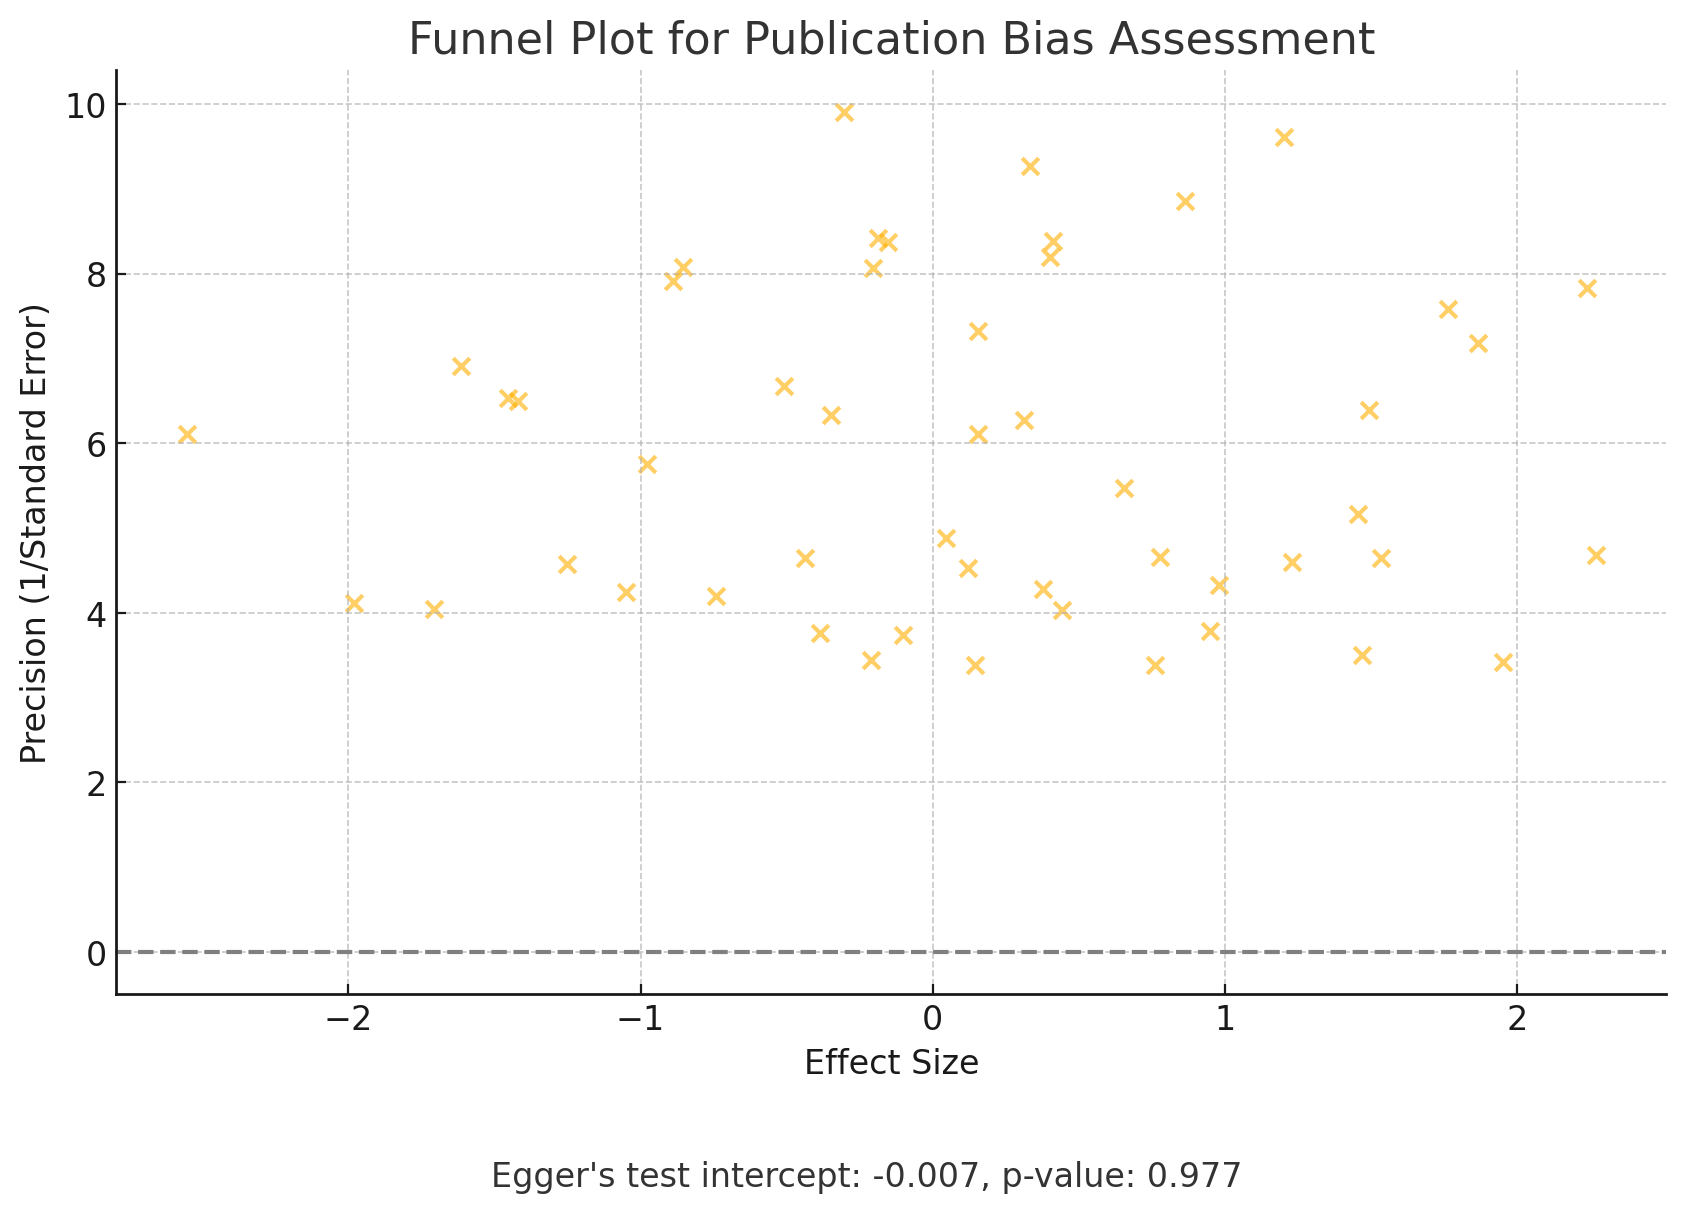 Funnel Plot for Publication Bias Assessment
Precision (1/Standard Error)
10
8
6
4
2
0
−2
−1
0
1
2
Effect Size
Egger's test intercept: -0.007, p-value: 0.977